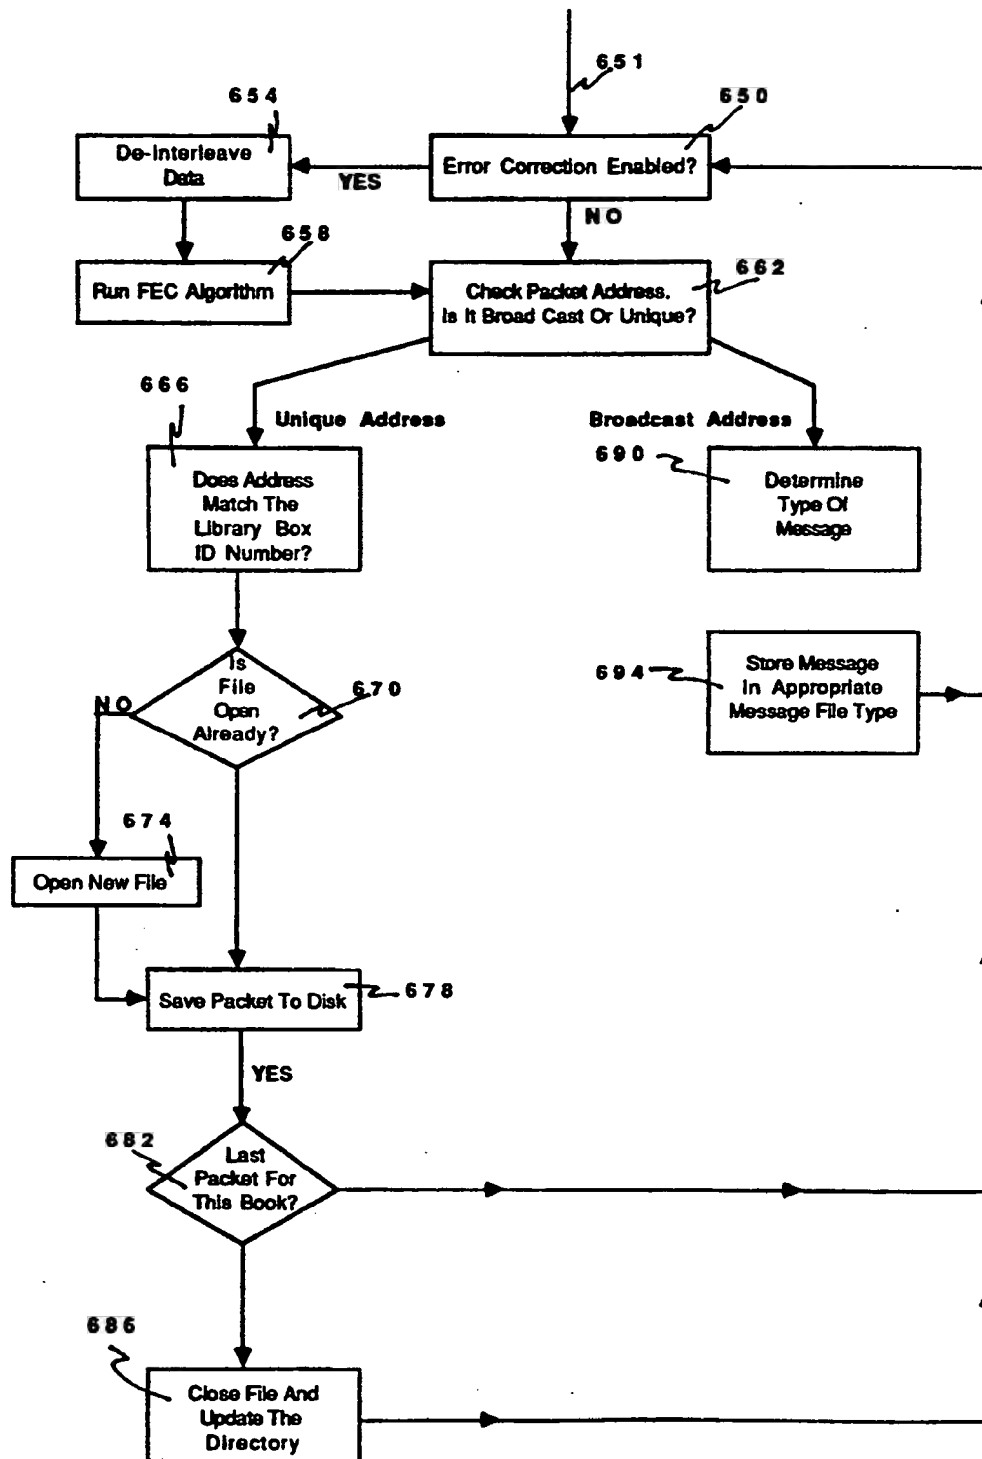 651
654
650
De-Interleave
Data
Error Correction Enabled?
YES
NO
658
662
Run FEC Algorithm
Check Packet Address.
Is It Broad Cast Or Unique?
666
Unique Address
Broadcast Address
690
Does Address
Match The
Library Box
ID Number?
Determine
Type Of
Message
Is
File
Open
Already?
670
NO
694
Store Message
In Appropriate
Message File Type
674
Open New File
Save Packet To Disk
678
YES
682
Last
Packet For
This Book?
686
Close File And
Update The
Directory